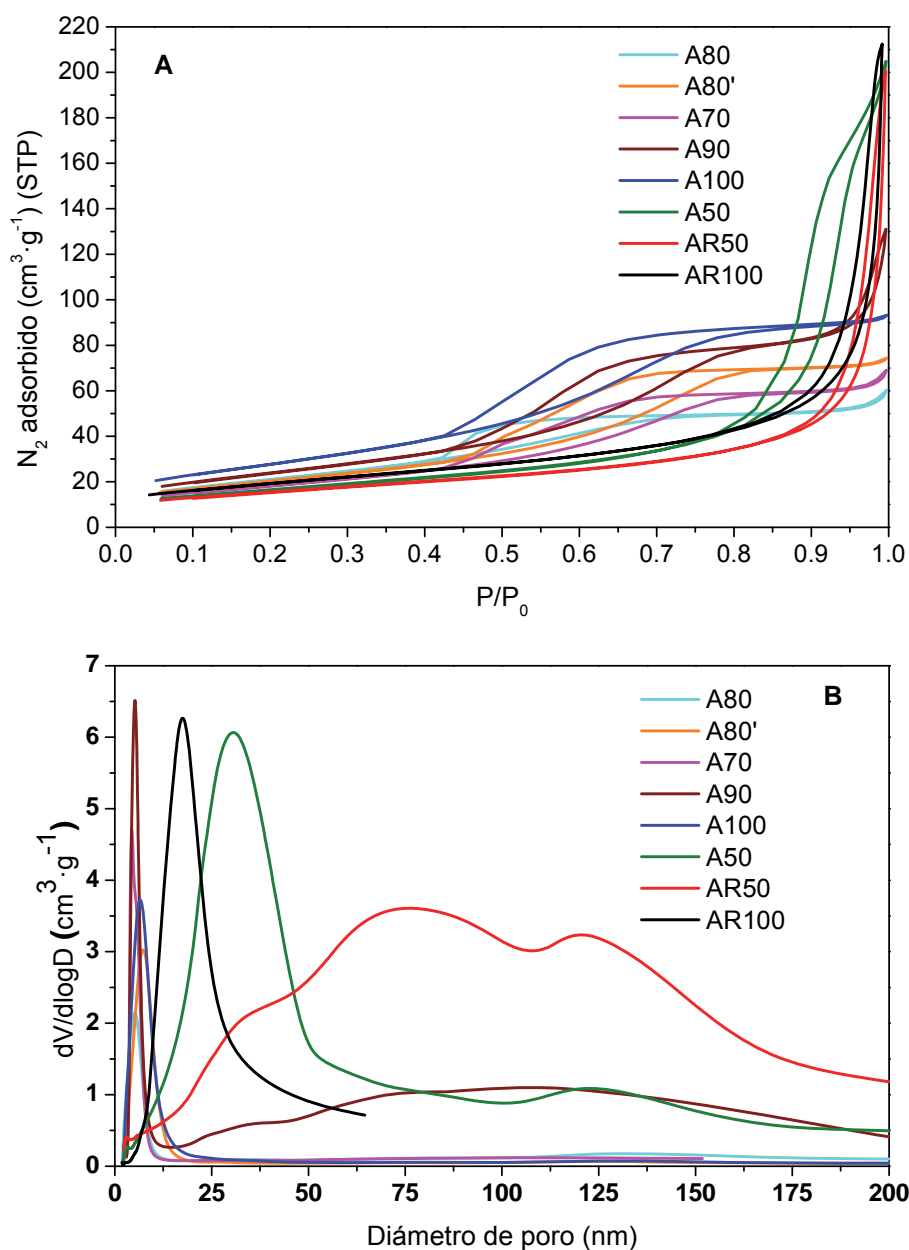 A
A80
A80'
A70
A90
A100
A50
AR50
AR100
N2 adsorbido (cm3·g-1) (STP)
220
200
180
160
140
120
100
80
60
40
20
0
0.0 0.1 0.2 0.3 0.4 0.5 0.6 0.7 0.8 0.9 1.0
P/P0
B
A80
A80'
A70
A90
A100
A50
AR50
AR100
dV/dlogD (cm3·g-1)
7
6
5
4
3
2
1
0
0 25 50 75 100 125 150 175 200
Diámetro de poro (nm)